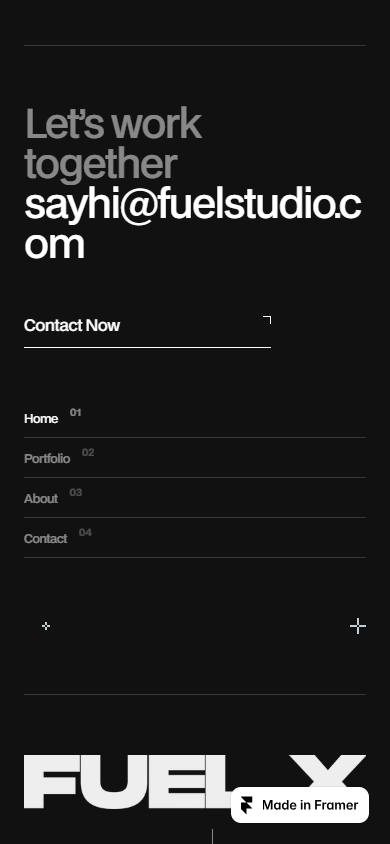 Let's work
together
sayhi@fuelstudio.c
om
Contact Now
Home 01
Portfolio 02
About 03
Contact 04
FUEL X
Made in Framer